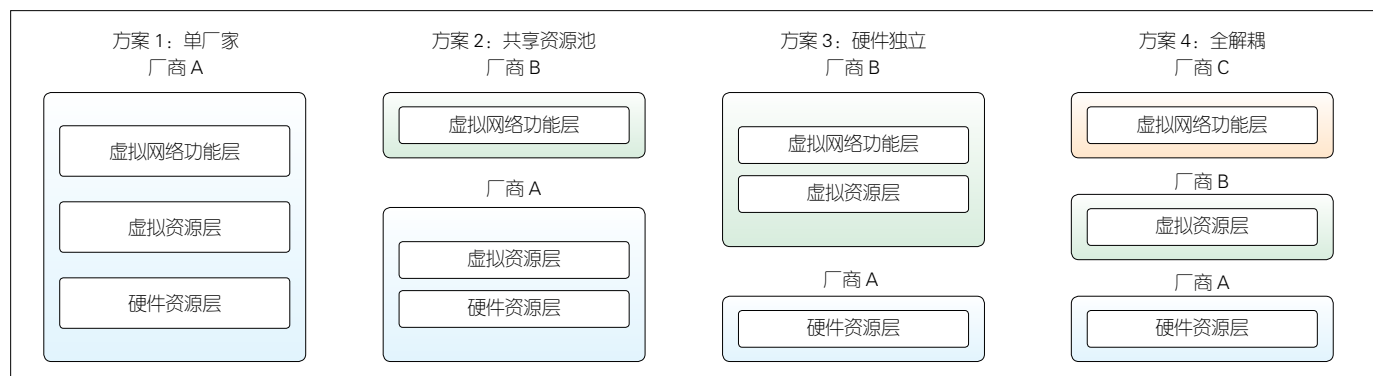 方案 1：单厂家
厂商 A
虚拟网络功能层
虚拟资源层
硬件资源层
方案 2：共享资源池
厂商 B
虚拟网络功能层
厂商 A
虚拟资源层
硬件资源层
方案 3：硬件独立
厂商 B
虚拟网络功能层
虚拟资源层
厂商 A
硬件资源层
方案 4：全解耦
厂商 C
虚拟网络功能层
厂商 B
虚拟资源层
厂商 A
硬件资源层